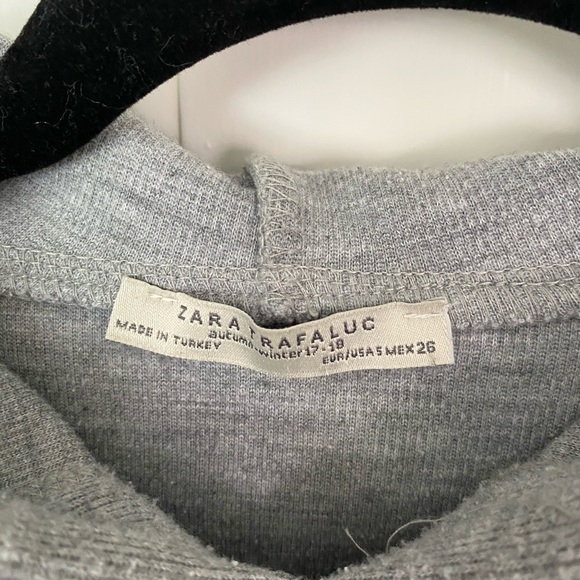 ZARA TRAFALUC
autumn-winter 17-18
MADE IN TURKEY
EUR/USA S MEX 26